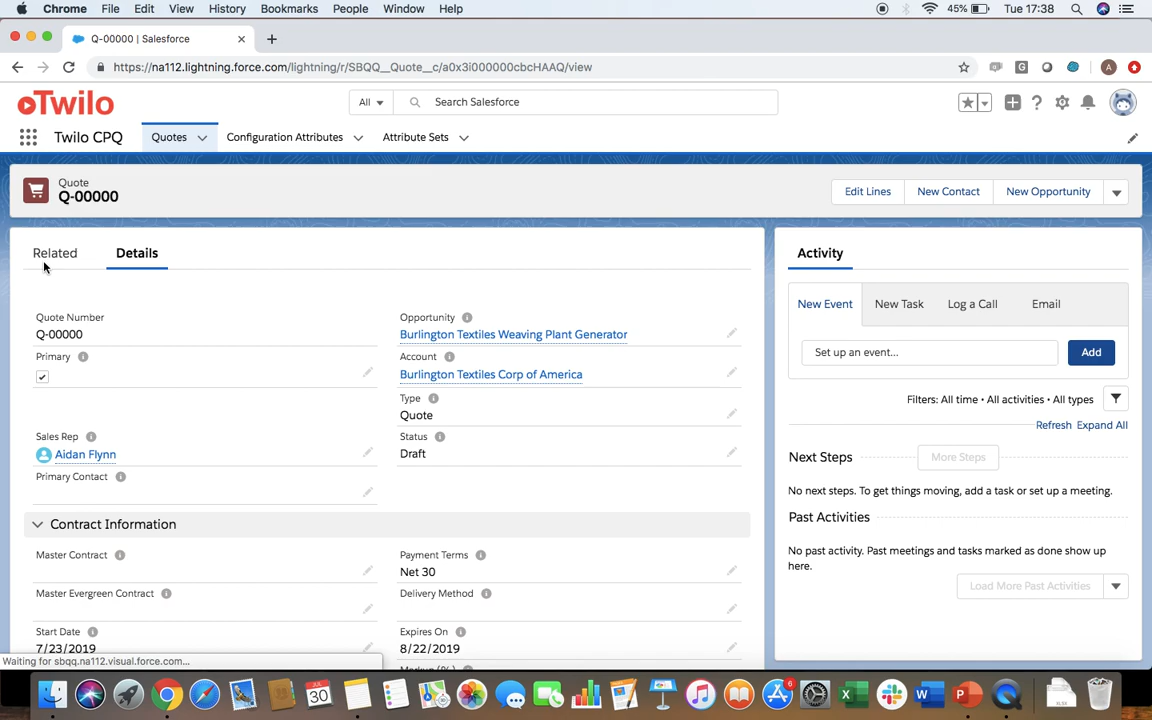 Chrome File Edit View History Bookmarks People Window Help 45% Tue 17:38
Q-00000 | Salesforce
https://na112.lightning.force.com/lightning/r/SBQQ__Quote__c/a0x3i000000cbcHAAQ/view
Twilo All Search Salesforce
Twilo CPQ Quotes Configuration Attributes Attribute Sets
Quote
Q-00000
Edit Lines New Contact New Opportunity
Related Details
Quote Number
Q-00000
Opportunity
Burlington Textiles Weaving Plant Generator
Primary
Account
Burlington Textiles Corp of America
Type
Quote
Sales Rep
Aidan Flynn
Status
Draft
Primary Contact
Contract Information
Master Contract
Payment Terms
Net 30
Master Evergreen Contract
Delivery Method
Start Date
7/23/2019
Expires On
8/22/2019
Markup (%)
Activity
New Event New Task Log a Call Email
Set up an event... Add
Filters: All time • All activities • All types
Refresh Expand All
Next Steps More Steps
No next steps. To get things moving, add a task or set up a meeting.
Past Activities
No past activity. Past meetings and tasks marked as done show up
here.
Load More Past Activities
Waiting for sbqq.na112.visual.force.com...
JUL
30
6